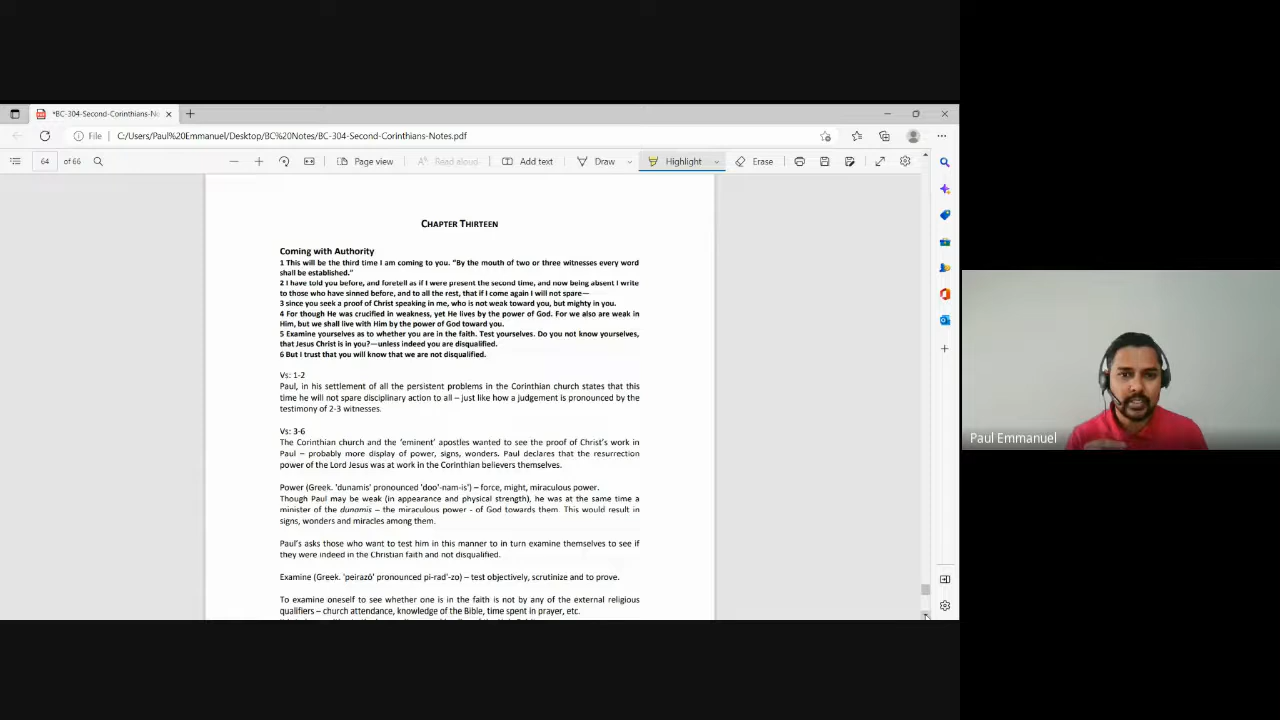 *BC-304-Second-Corinthians-No
File
C:/Users/Paul%20Emmanuel/Desktop/BC%20Notes/BC-304-Second-Corinthians-Notes.pdf
64 of 66
Page view
Read aloud
Add text
Draw
Highlight
Erase
CHAPTER THIRTEEN
Coming with Authority
1 This will be the third time I am coming to you. “By the mouth of two or three witnesses every word
shall be established.”
2 I have told you before, and foretell as if I were present the second time, and now being absent I write
to those who have sinned before, and to all the rest, that if I come again I will not spare—
3 since you seek a proof of Christ speaking in me, who is not weak toward you, but mighty in you.
4 For though He was crucified in weakness, yet He lives by the power of God. For we also are weak in
Him, but we shall live with Him by the power of God toward you.
5 Examine yourselves as to whether you are in the faith. Test yourselves. Do you not know yourselves,
that Jesus Christ is in you?—unless indeed you are disqualified.
6 But I trust that you will know that we are not disqualified.
Vs: 1-2
Paul, in his settlement of all the persistent problems in the Corinthian church states that this
time he will not spare disciplinary action to all – just like how a judgement is pronounced by the
testimony of 2-3 witnesses.
Vs: 3-6
The Corinthian church and the ‘eminent’ apostles wanted to see the proof of Christ’s work in
Paul – probably more display of power, signs, wonders. Paul declares that the resurrection
power of the Lord Jesus was at work in the Corinthian believers themselves.
Power (Greek. ‘dunamis’ pronounced ‘doo’-nam-is’) – force, might, miraculous power.
Though Paul may be weak (in appearance and physical strength), he was at the same time a
minister of the dunamis – the miraculous power - of God towards them. This would result in
signs, wonders and miracles among them.
Paul’s asks those who want to test him in this manner to in turn examine themselves to see if
they were indeed in the Christian faith and not disqualified.
Examine (Greek. ‘peirazō’ pronounced pi-rad’-zo) – test objectively, scrutinize and to prove.
To examine oneself to see whether one is in the faith is not by any of the external religious
qualifiers – church attendance, knowledge of the Bible, time spent in prayer, etc.
Paul Emmanuel